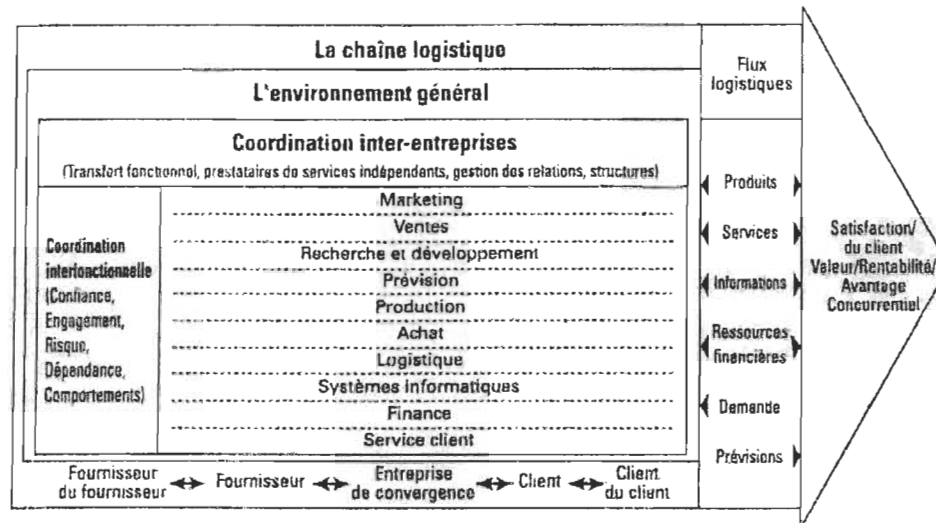 La chaîne logistique
L'environnement général
Coordination inter-entreprises
(Transfert fonctionnel, prestataires de services indépendants, gestion des relations, structures)
Coordination
interfonctionnelle
(Confiance,
Engagement,
Risque,
Dépendance,
Comportements)
Marketing
Ventes
Recherche et développement
Prévision
Production
Achat
Logistique
Systèmes informatiques
Finance
Service client
Fournisseur
du fournisseur
Fournisseur
Entreprise
de convergence
Client
Client
du client
Flux
logistiques
Produits
Services
Informations
Ressources
financières
Demande
Prévisions
Satisfaction/
du client
Valeur/Rentabilité/
Avantage
Concurrentiel